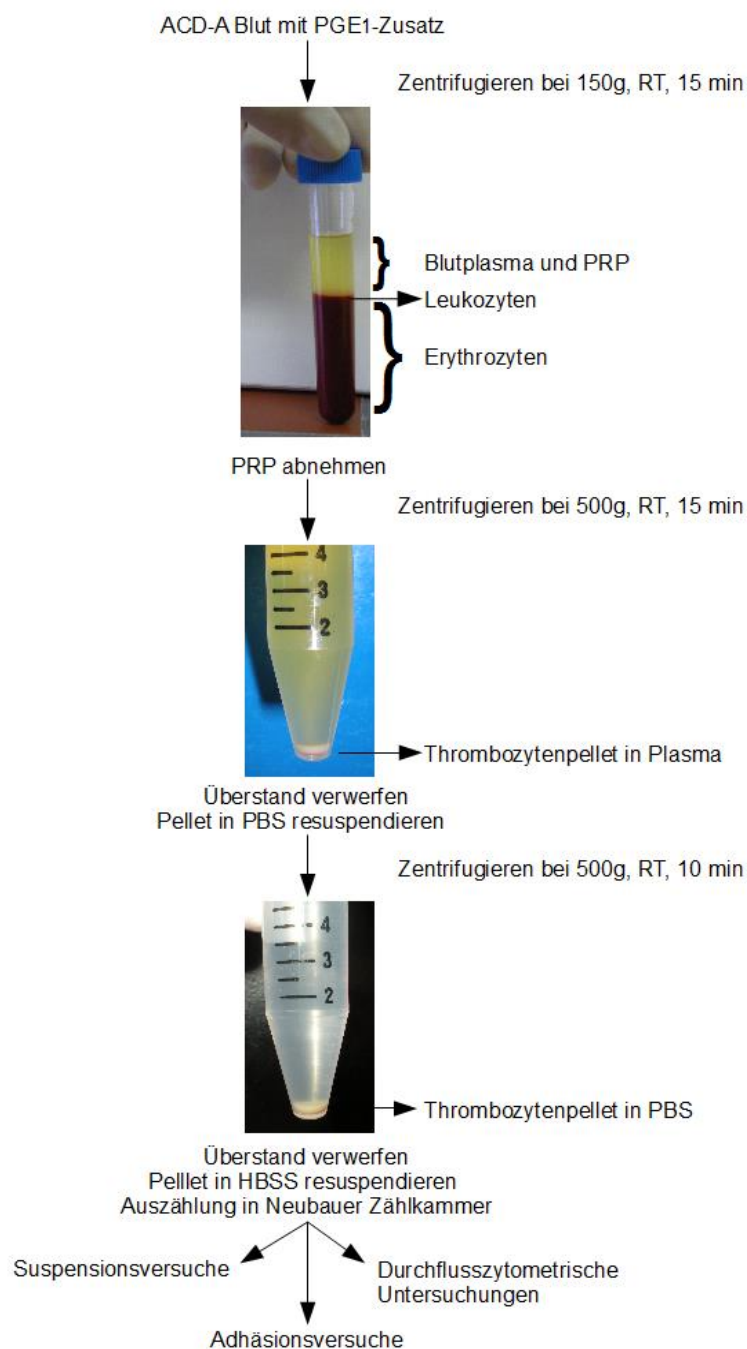 ACD-A Blut mit PGE1-Zusatz
Zentrifugieren bei 150g, RT, 15 min
Blutplasma und PRP
Leukozyten
Erythrozyten
PRP abnehmen
Zentrifugieren bei 500g, RT, 15 min
4
3
2
Thrombozytenpellet in Plasma
Überstand verwerfen
Pellet in PBS resuspendieren
Zentrifugieren bei 500g, RT, 10 min
4
3
2
Thrombozytenpellet in PBS
Überstand verwerfen
Pelllet in HBSS resuspendieren
Auszählung in Neubauer Zählkammer
Suspensionsversuche
Durchflusszytometrische
Untersuchungen
Adhäsionsversuche